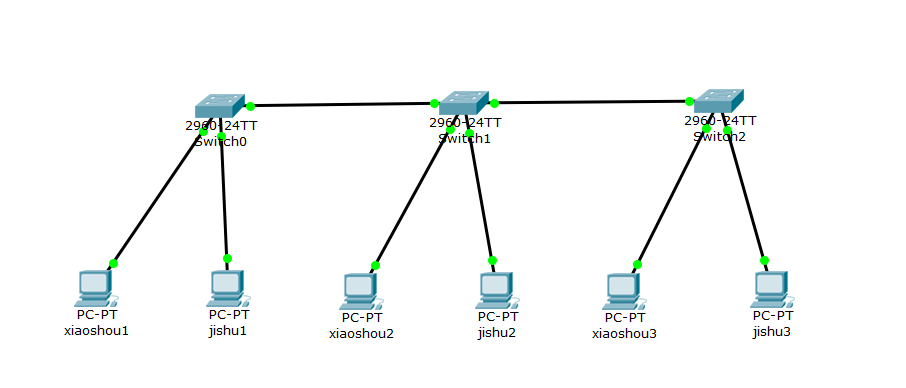 2960-24TT
Switch0
2960-24TT
Switch1
2960-24TT
Switch2
PC-PT
xiaoshou1
PC-PT
jishu1
PC-PT
xiaoshou2
PC-PT
jishu2
PC-PT
xiaoshou3
PC-PT
jishu3